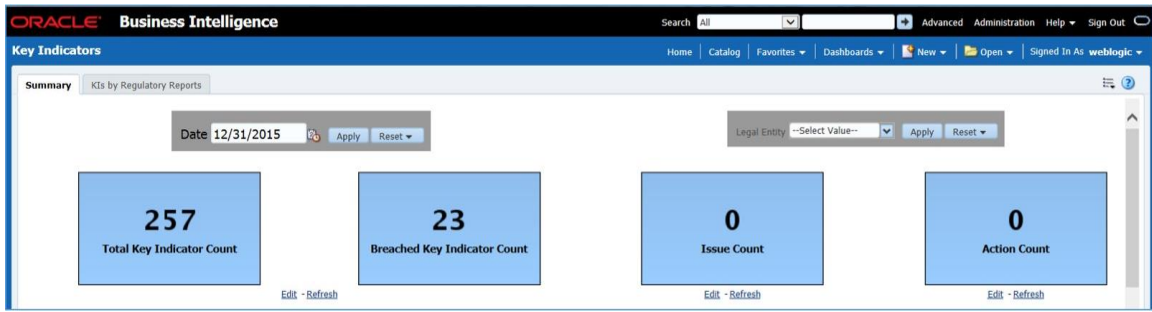 ORACLE Business Intelligence Search All Advanced Administration Help Sign Out
Key Indicators Home Catalog Favorites Dashboards New Open Signed In As weblogic
Summary KIs by Regulatory Reports
Date 12/31/2015 Apply Reset Legal Entity --Select Value-- Apply Reset
257 23 0 0
Total Key Indicator Count Breached Key Indicator Count Issue Count Action Count
Edit - Refresh Edit - Refresh Edit - Refresh